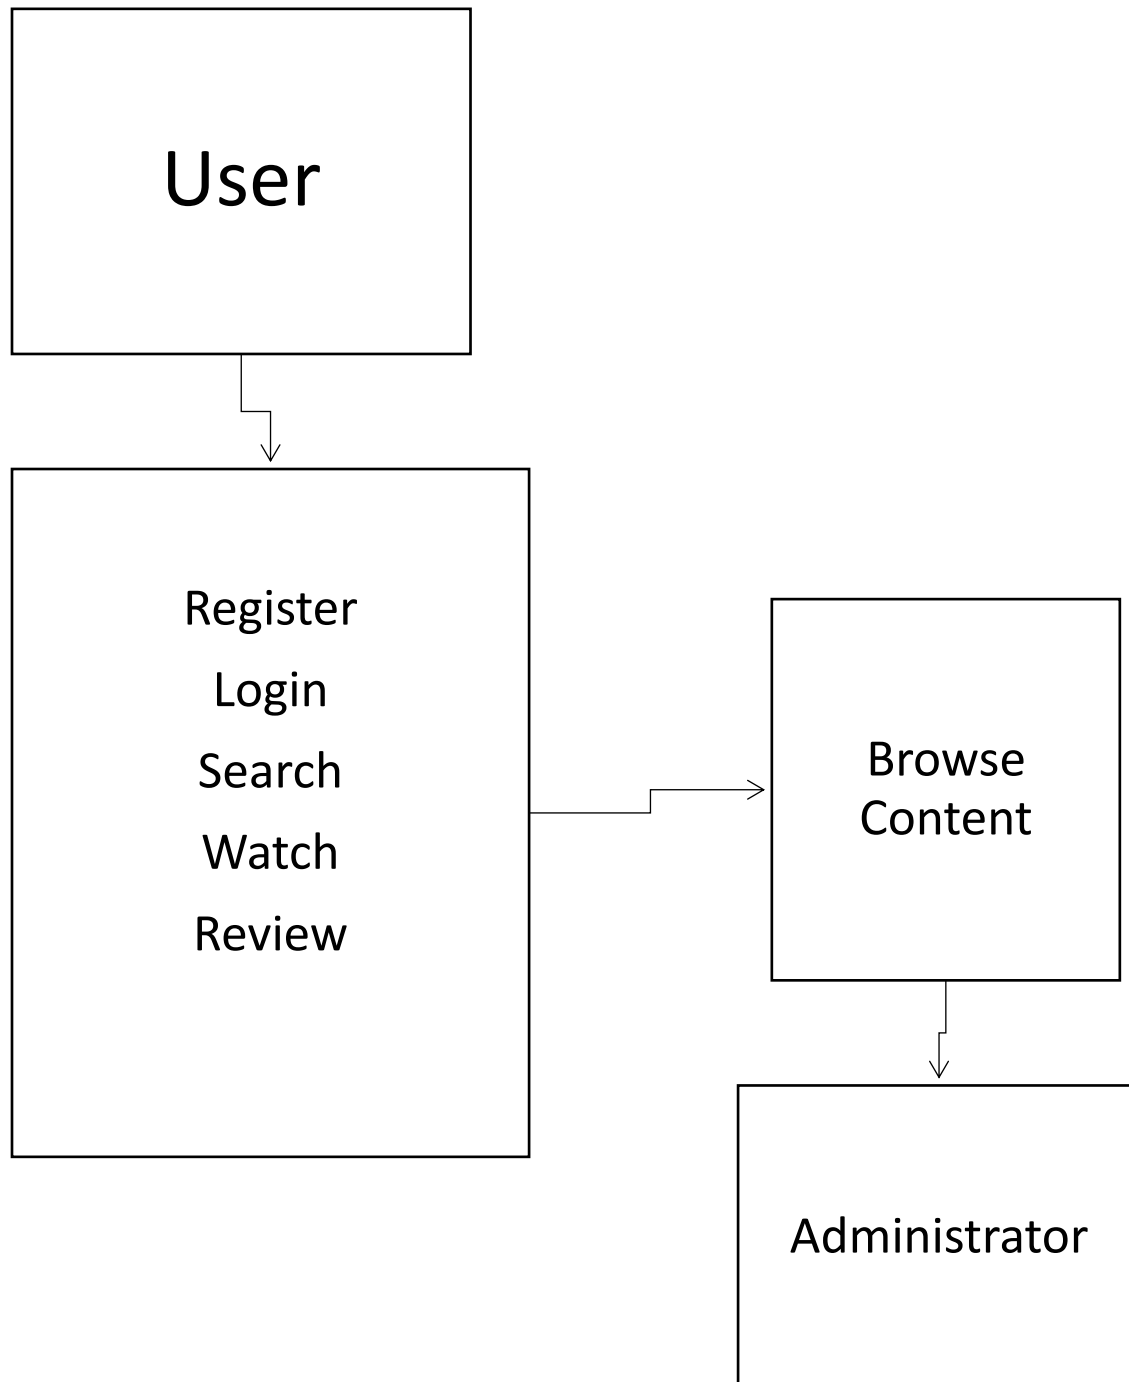 User
Register
Login
Search
Watch
Review
Browse
Content
Administrator